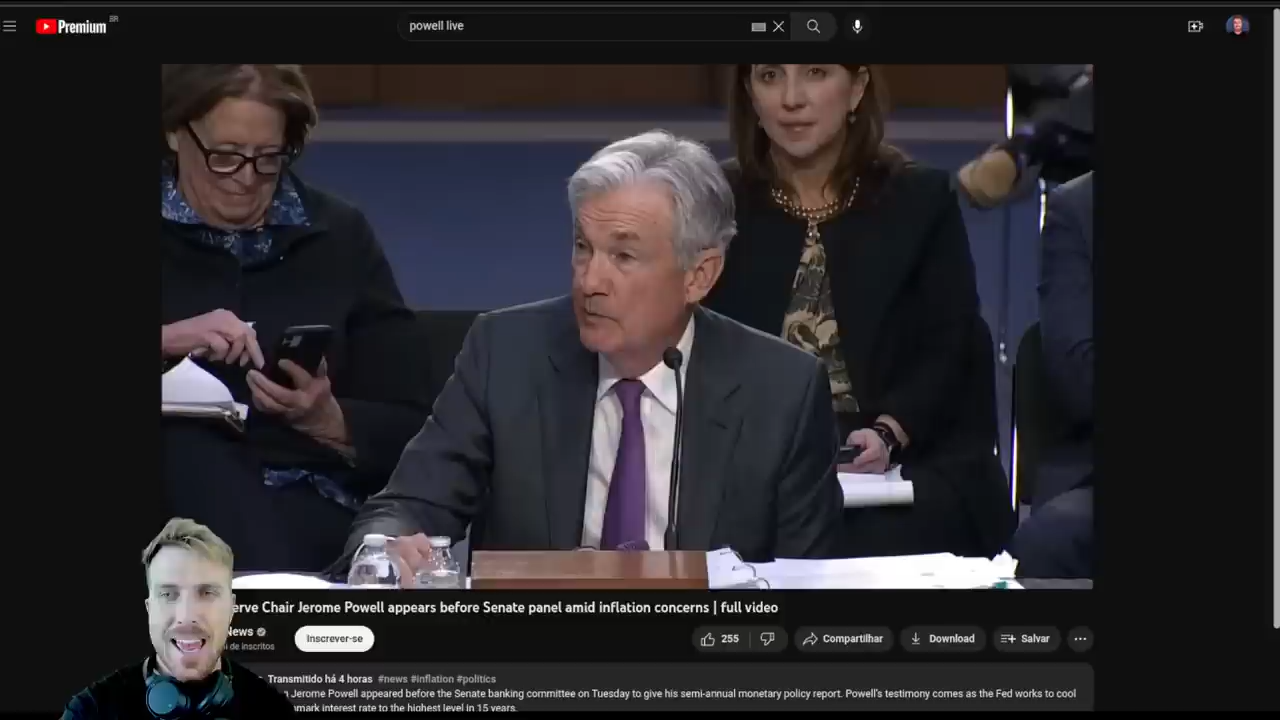 Premium BR
powell live
erve Chair Jerome Powell appears before Senate panel amid inflation concerns | full video
News
i de inscritos
Inscrever-se
255
Compartilhar
Download
Salvar
Transmitido há 4 horas #news #inflation #politics
n Jerome Powell appeared before the Senate banking committee on Tuesday to give his semi-annual monetary policy report. Powell's testimony comes as the Fed works to cool
mark interest rate to the highest level in 15 years.